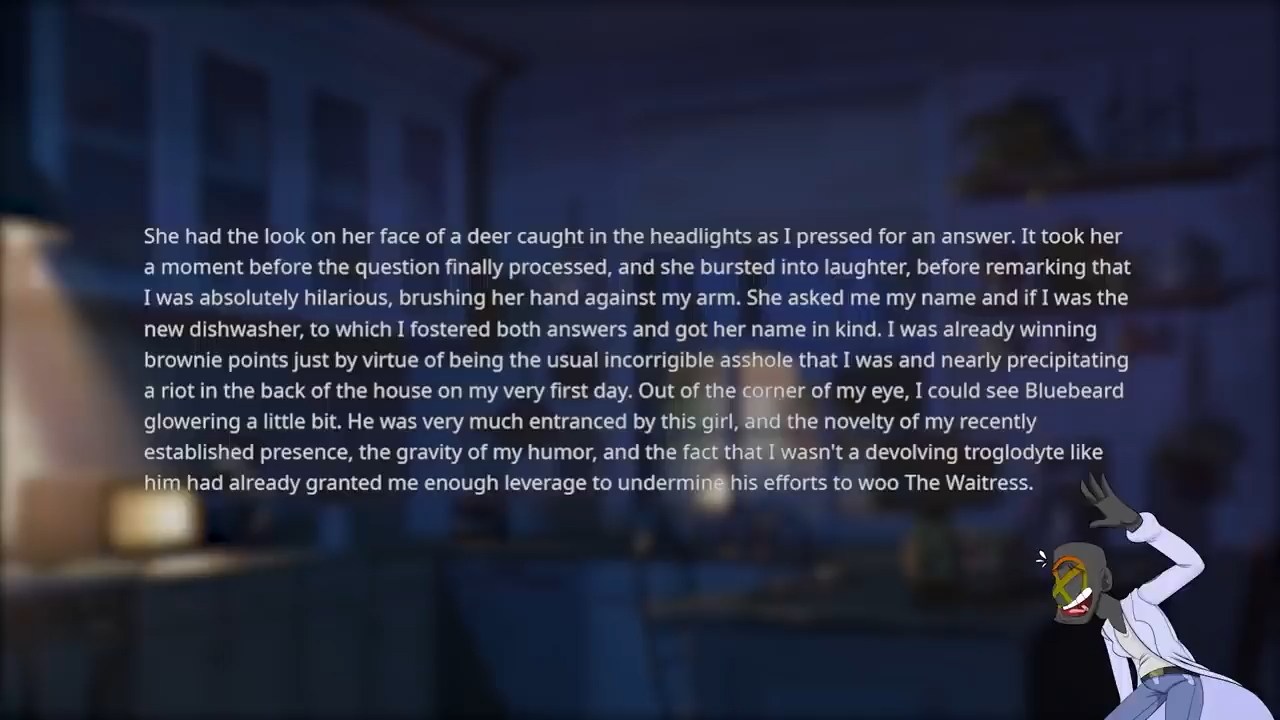 She had the look on her face of a deer caught in the headlights as I pressed for an answer. It took her
a moment before the question finally processed, and she bursted into laughter, before remarking that
I was absolutely hilarious, brushing her hand against my arm. She asked me my name and if I was the
new dishwasher, to which I fostered both answers and got her name in kind. I was already winning
brownie points just by virtue of being the usual incorrigible asshole that I was and nearly precipitating
a riot in the back of the house on my very first day. Out of the corner of my eye, I could see Bluebeard
glowering a little bit. He was very much entranced by this girl, and the novelty of my recently
established presence, the gravity of my humor, and the fact that I wasn't a devolving troglodyte like
him had already granted me enough leverage to undermine his efforts to woo The Waitress.